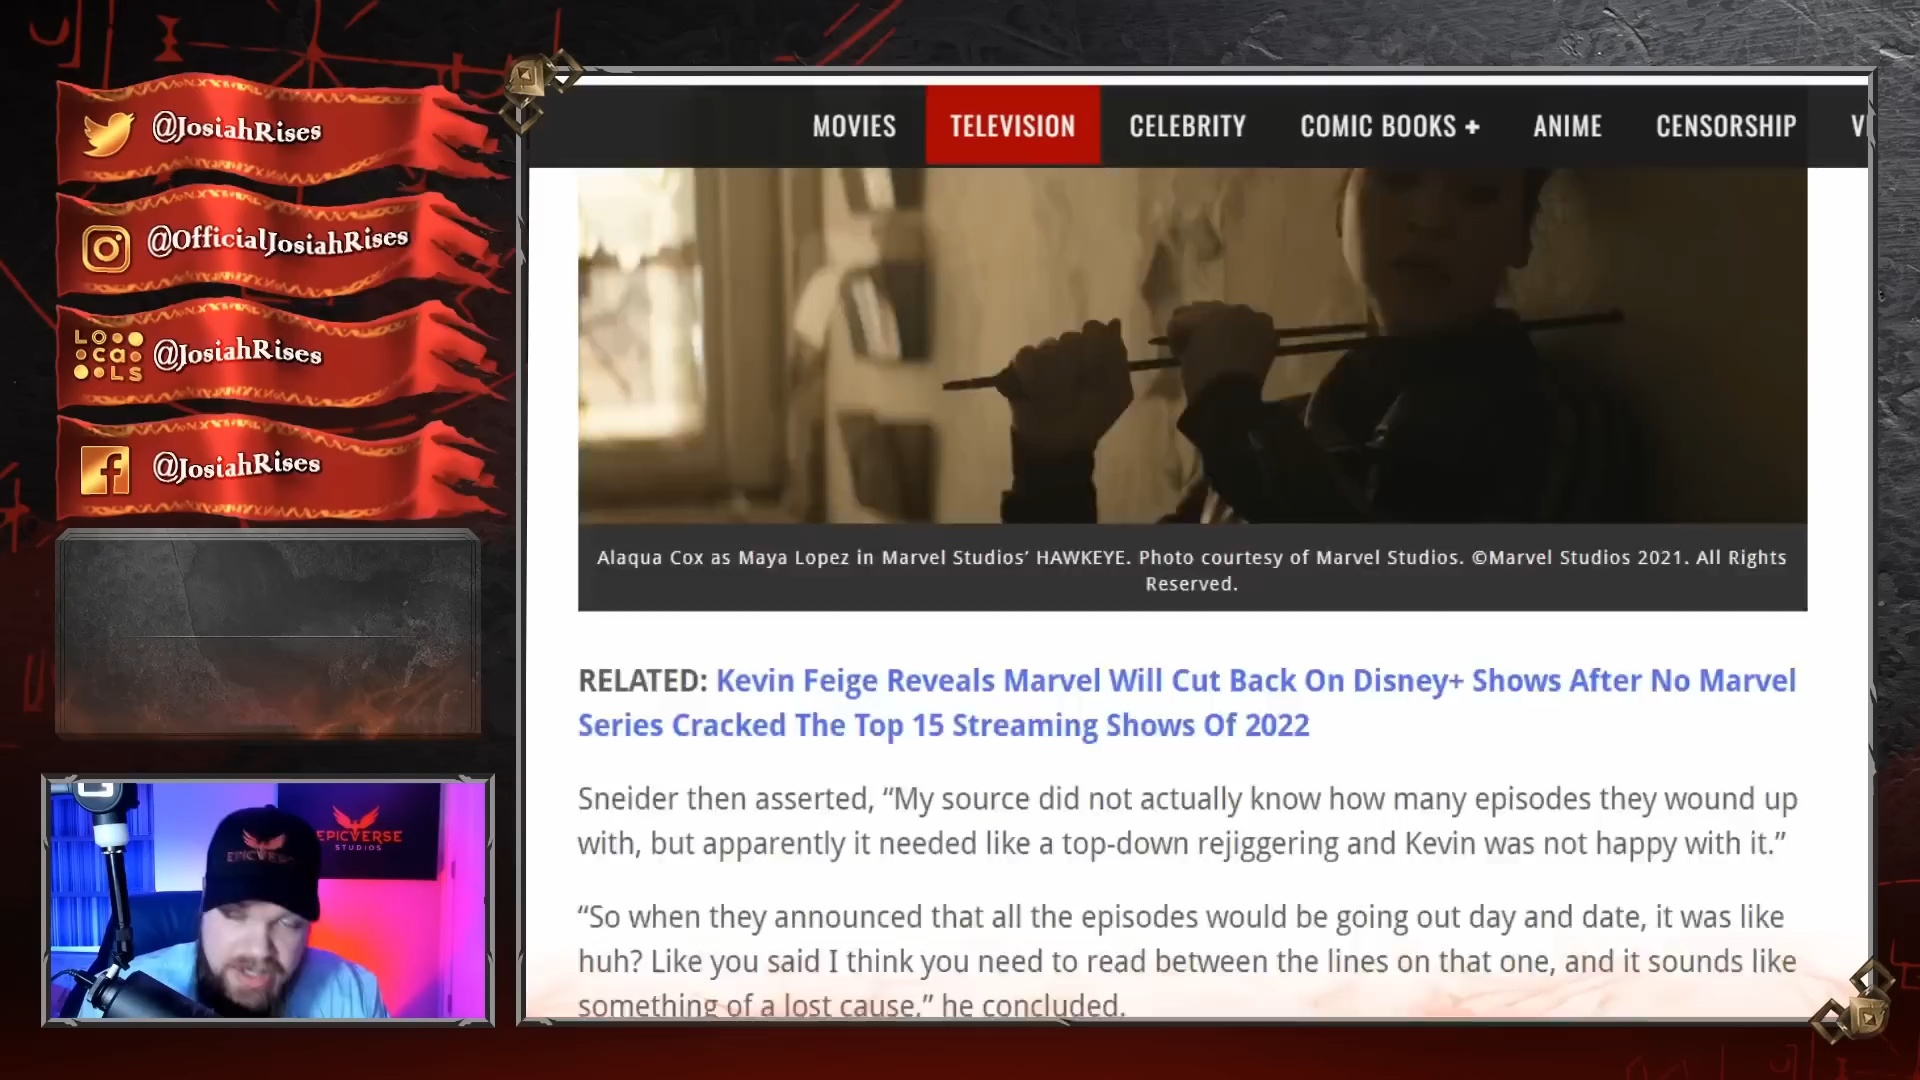 @JosiahRises
@OfficialJosiahRises
LOCALS
@JosiahRises
@JosiahRises
MOVIES TELEVISION CELEBRITY COMIC BOOKS + ANIME CENSORSHIP
Alaqua Cox as Maya Lopez in Marvel Studios’ HAWKEYE. Photo courtesy of Marvel Studios. ©Marvel Studios 2021. All Rights
Reserved.
RELATED: Kevin Feige Reveals Marvel Will Cut Back On Disney+ Shows After No Marvel
Series Cracked The Top 15 Streaming Shows Of 2022
Sneider then asserted, “My source did not actually know how many episodes they wound up
with, but apparently it needed like a top-down rejiggering and Kevin was not happy with it.”
“So when they announced that all the episodes would be going out day and date, it was like
huh? Like you said I think you need to read between the lines on that one, and it sounds like
something of a lost cause,” he concluded.
EPICVERSE
STUDIOS